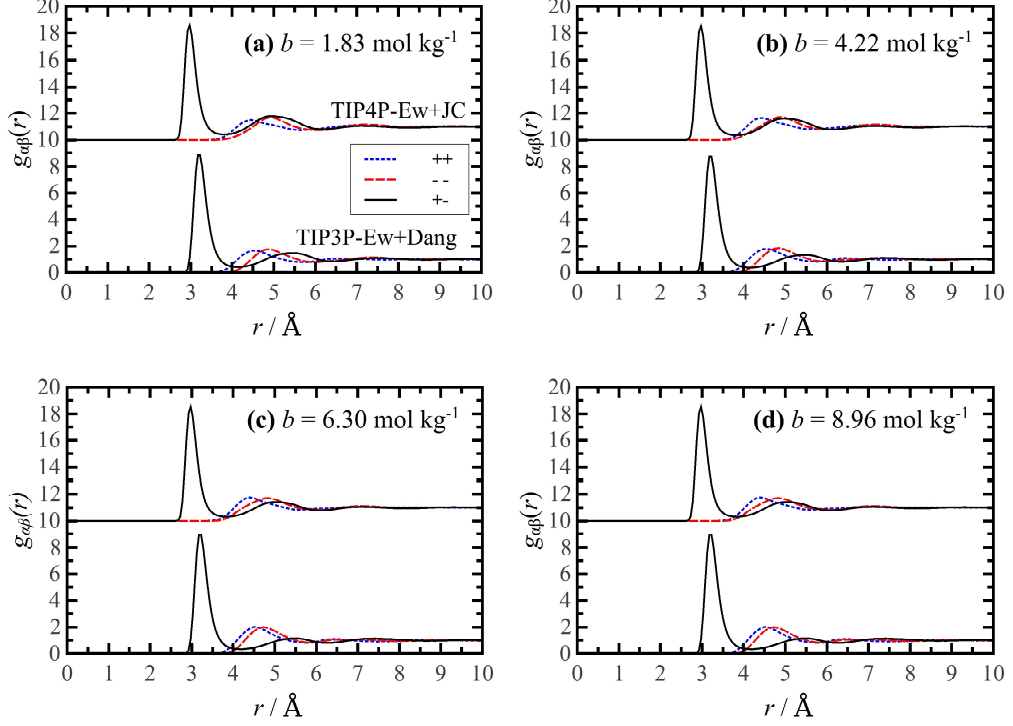 20
18
16
14
12
10
8
6
4
2
0
gαβ(r)
(a) b = 1.83 mol kg-1
TIP4P-Ew+JC
++
- -
+-
TIP3P-Ew+Dang
0 1 2 3 4 5 6 7 8 9 10
r / Å
20
18
16
14
12
10
8
6
4
2
0
gαβ(r)
(b) b = 4.22 mol kg-1
0 1 2 3 4 5 6 7 8 9 10
r / Å
20
18
16
14
12
10
8
6
4
2
0
gαβ(r)
(c) b = 6.30 mol kg-1
0 1 2 3 4 5 6 7 8 9 10
r / Å
20
18
16
14
12
10
8
6
4
2
0
gαβ(r)
(d) b = 8.96 mol kg-1
0 1 2 3 4 5 6 7 8 9 10
r / Å